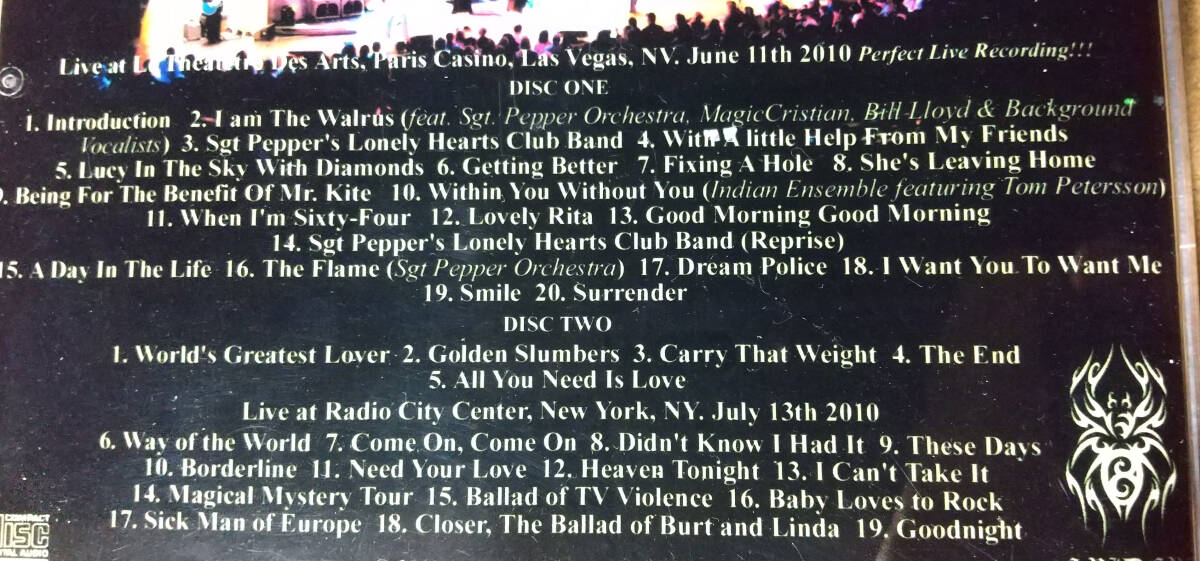 Live at Le Theatre Des Arts, Paris Casino, Las Vegas, NV. June 11th 2010 Perfect Live Recording!!!
DISC ONE
1. Introduction 2. I am The Walrus (feat. Sgt. Pepper Orchestra, MagicCristian, Bill Lloyd & Background
Vocalists) 3. Sgt Pepper's Lonely Hearts Club Band 4. With A little Help From My Friends
5. Lucy In The Sky With Diamonds 6. Getting Better 7. Fixing A Hole 8. She's Leaving Home
9. Being For The Benefit Of Mr. Kite 10. Within You Without You (Indian Ensemble featuring Tom Petersson)
11. When I'm Sixty-Four 12. Lovely Rita 13. Good Morning Good Morning
14. Sgt Pepper's Lonely Hearts Club Band (Reprise)
15. A Day In The Life 16. The Flame (Sgt Pepper Orchestra) 17. Dream Police 18. I Want You To Want Me
19. Smile 20. Surrender
DISC TWO
1. World's Greatest Lover 2. Golden Slumbers 3. Carry That Weight 4. The End
5. All You Need Is Love
Live at Radio City Center, New York, NY. July 13th 2010
6. Way of the World 7. Come On, Come On 8. Didn't Know I Had It 9. These Days
10. Borderline 11. Need Your Love 12. Heaven Tonight 13. I Can't Take It
14. Magical Mystery Tour 15. Ballad of TV Violence 16. Baby Loves to Rock
17. Sick Man of Europe 18. Closer, The Ballad of Burt and Linda 19. Goodnight
COMPACT
DISC
DIGITAL AUDIO